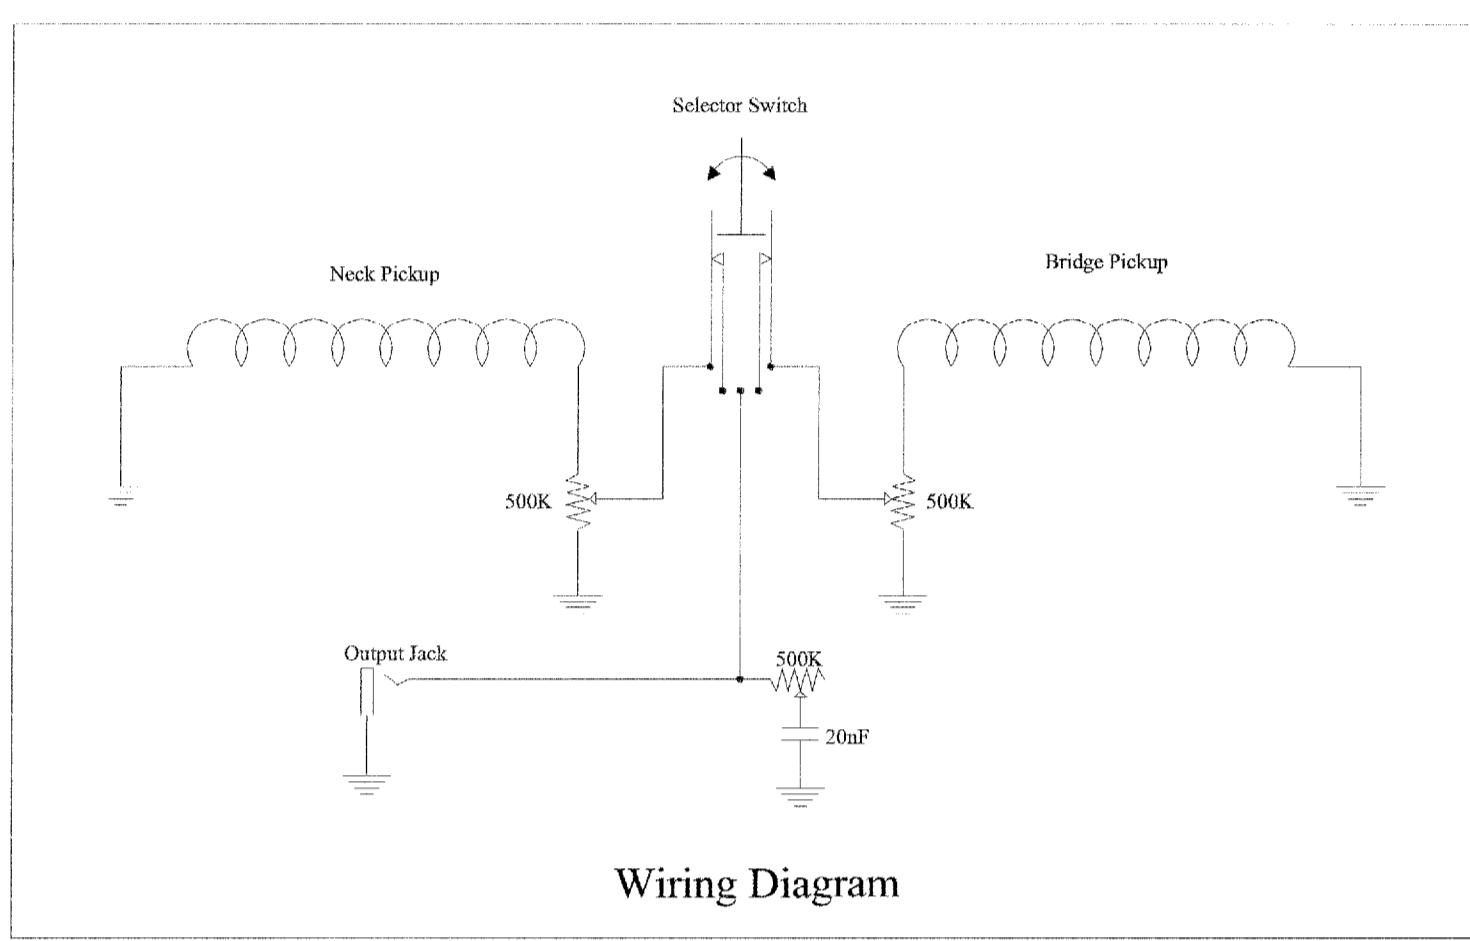 Selector Switch
Neck Pickup
Bridge Pickup
500K
500K
Output Jack
500K
20nF
Wiring Diagram